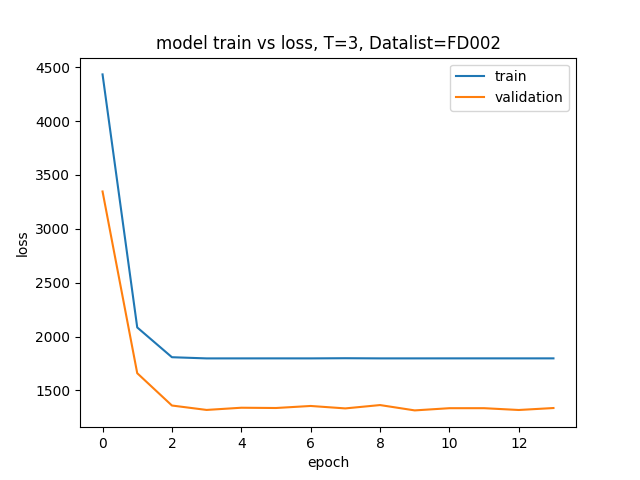 model train vs loss, T=3, Datalist=FD002
train
validation
4500
4000
3500
3000
2500
2000
1500
loss
0 2 4 6 8 10 12
epoch